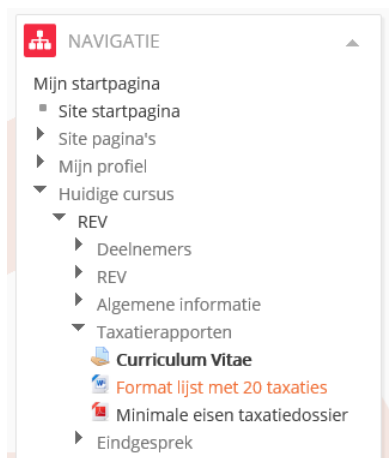 NAVIGATIE
Mijn startpagina
Site startpagina
Site pagina's
Mijn profiel
Huidige cursus
REV
Deelnemers
REV
Algemene informatie
Taxatierapporten
Curriculum Vitae
Format lijst met 20 taxaties
Minimale eisen taxatiedossier
Eindgesprek